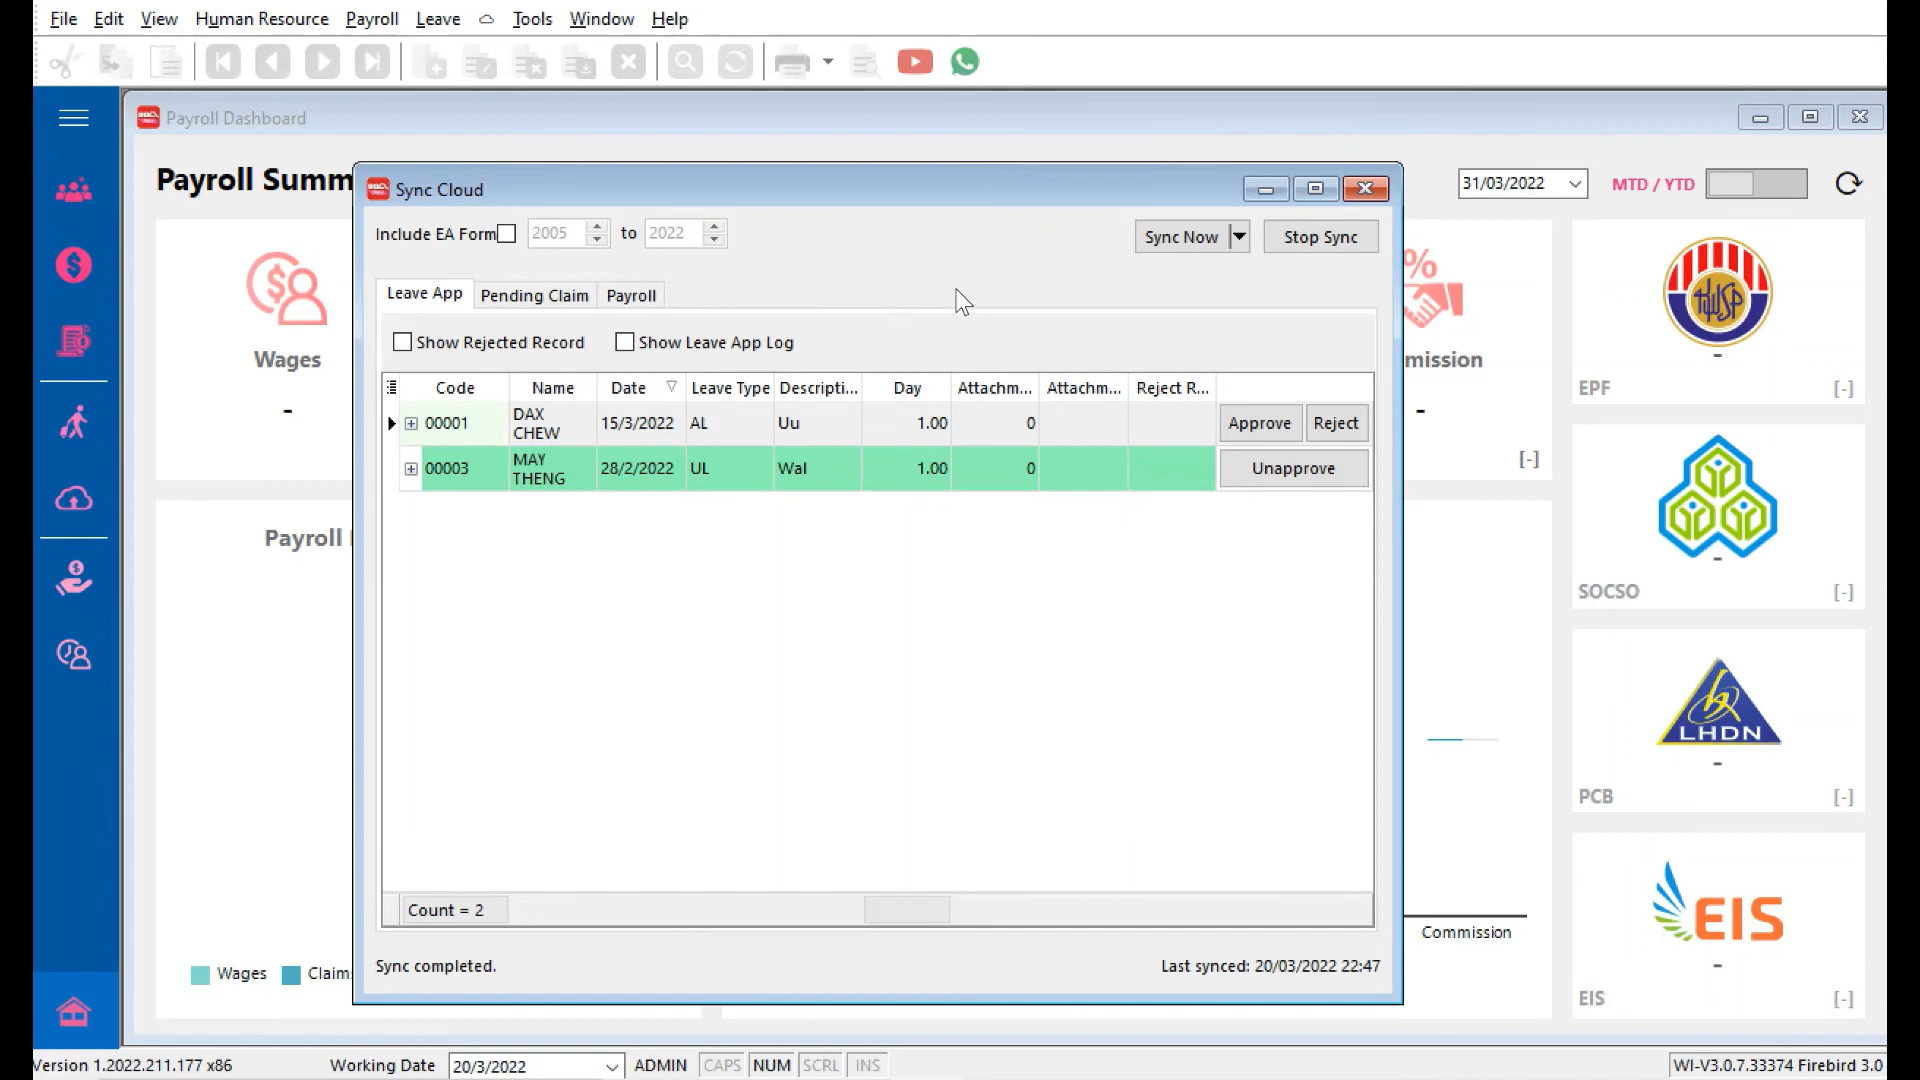 File Edit View Human Resource Payroll Leave Tools Window Help
Payroll Dashboard
Payroll Summ
31/03/2022
MTD / YTD
Sync Cloud
Include EA Form 2005 to 2022
Sync Now Stop Sync
Leave App Pending Claim Payroll
Show Rejected Record Show Leave App Log
Code Name Date Leave Type Descripti... Day Attachm... Attachm... Reject R...
00001 DAX CHEW 15/3/2022 AL Uu 1.00 0 Approve Reject
00003 MAY THENG 28/2/2022 UL Wal 1.00 0 Unapprove
Count = 2
Sync completed.
Last synced: 20/03/2022 22:47
Wages
-
Payroll
Wages Claim
%
mission
-
[-]
Commission
KWSP
-
EPF [-]
-
SOCSO [-]
LHDN
-
PCB [-]
EIS
-
EIS [-]
Version 1.2022.211.177 x86 Working Date 20/3/2022 ADMIN CAPS NUM SCRL INS WI-V3.0.7.33374 Firebird 3.0